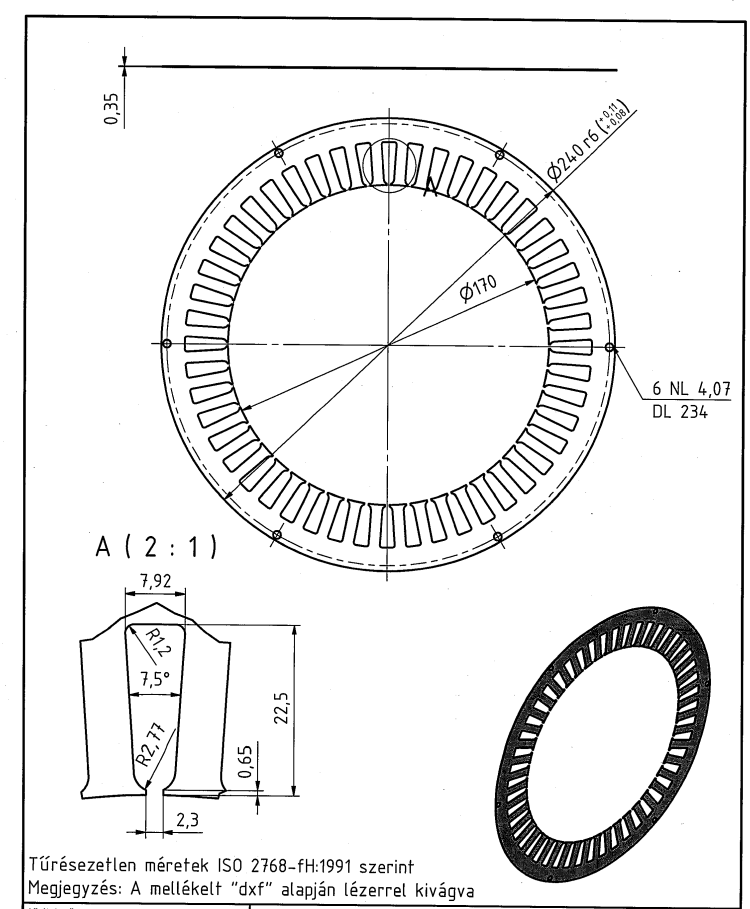 0,35
Ø240 r6 (+0,11 +0,08)
A
Ø170
6 NL 4,07
DL 234
A ( 2 : 1 )
7,92
R1,2
7,5°
22,5
R2,77
0,65
2,3
Tűrésezetlen méretek ISO 2768-fH:1991 szerint
Megjegyzés: A mellékelt "dxf" alapján lézerrel kivágva